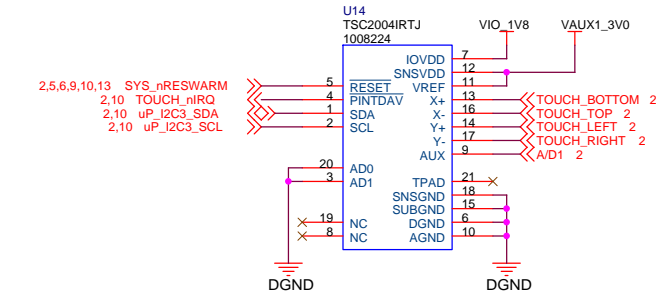 U14
TSC2004IRTJ
1008224
VIO_1V8
VAUX1_3V0
2,5,6,9,10,13 SYS_nRESWARM
2,10 TOUCH_nIRQ
2,10 uP_I2C3_SDA
2,10 uP_I2C3_SCL
5 RESET
4 PINTDAV
1 SDA
2 SCL
20 AD0
3 AD1
19 NC
8 NC
IOVDD 7
SNSVDD 12
VREF 11
X+ 13
X- 16
Y+ 14
Y- 17
AUX 9
TPAD 21
SNSGND 18
SUBGND 15
DGND 6
AGND 10
TOUCH_BOTTOM 2
TOUCH_TOP 2
TOUCH_LEFT 2
TOUCH_RIGHT 2
A/D1 2
DGND
DGND